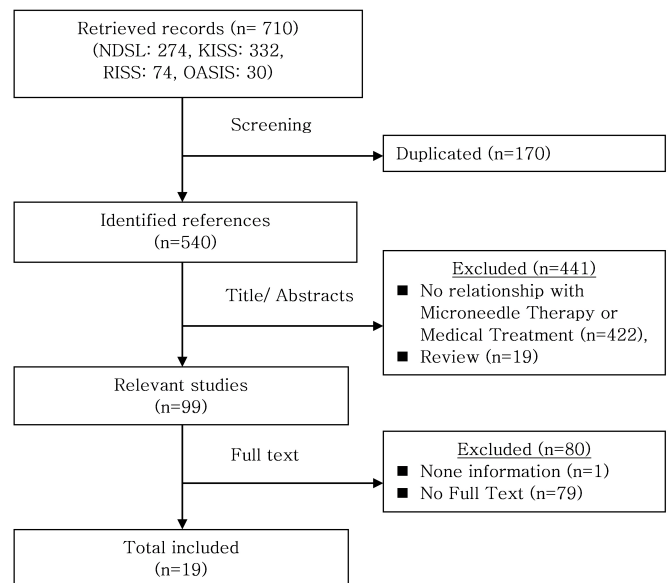 Retrieved records (n= 710)
(NDSL: 274, KISS: 332,
RISS: 74, OASIS: 30)
Screening
Duplicated (n=170)
Identified references
(n=540)
Title/ Abstracts
Excluded (n=441)
■ No relationship with
Microneedle Therapy or
Medical Treatment (n=422),
■ Review (n=19)
Relevant studies
(n=99)
Full text
Excluded (n=80)
■ None information (n=1)
■ No Full Text (n=79)
Total included
(n=19)